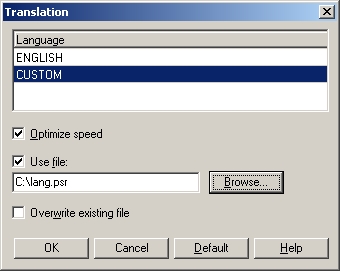 Translation
Language
ENGLISH
CUSTOM
Optimize speed
Use file:
C:\lang.psr
Browse...
Overwrite existing file
OK
Cancel
Default
Help